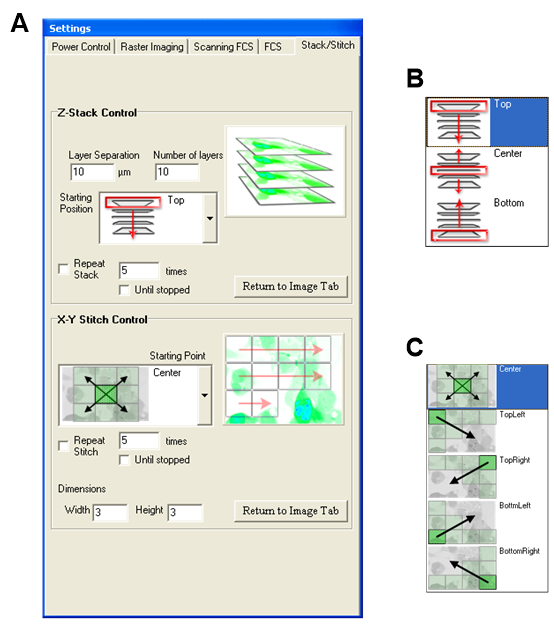 A
Settings
Power Control Raster Imaging Scanning FCS FCS Stack/Stitch
Z-Stack Control
Layer Separation Number of layers
10 µm 10
Starting Position Top
Repeat Stack 5 times
Until stopped
Return to Image Tab
X-Y Stitch Control
Starting Point
Center
Repeat Stitch 5 times
Until stopped
Dimensions
Width 3 Height 3 Return to Image Tab
B
Top
Center
Bottom
C
Center
TopLeft
TopRight
BottmLeft
BottomRight